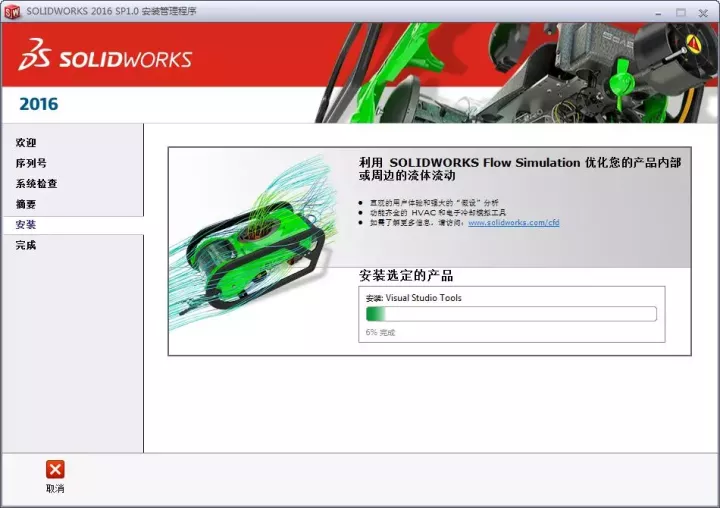 SOLIDWORKS 2016 SP1.0 安装管理程序
SOLIDWORKS
2016
欢迎
序列号
系统检查
摘要
安装
完成
利用 SOLIDWORKS Flow Simulation 优化您的产品内部
或周边的流体流动
直观的用户体验和强大的“假设”分析
功能齐全的 HVAC 和电子冷却模拟工具
如需了解更多信息，请访问：www.solidworks.com/cfd
安装选定的产品
安装: Visual Studio Tools
6% 完成
取消